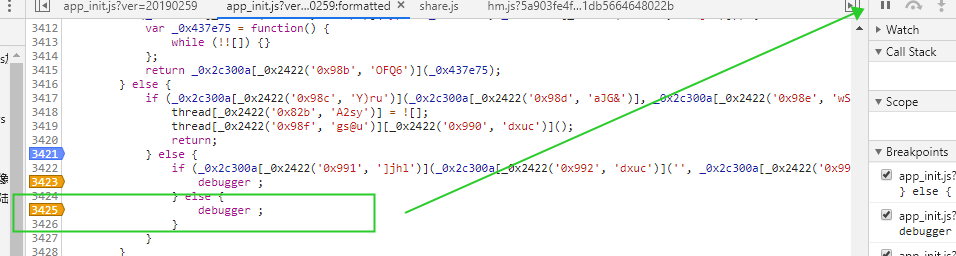 app_init.js?ver=20190259 app_init.js?ver...0259:formatted × share.js hm.js?5a903fe4f...1db5664648022b
3412 var _0x437e75 = function() {
3413 while (!![]) {}
3414 };
3415 return _0x2c300a[_0x2422('0x98b', 'OFQ6')](_0x437e75);
3416 } else {
3417 if (_0x2c300a[_0x2422('0x98c', 'Y)ru')](_0x2c300a[_0x2422('0x98d', 'aJG&')], _0x2c300a[_0x2422('0x98e', 'wS
3418 thread[_0x2422('0x82b', 'A2sy')] = ![];
3419 thread[_0x2422('0x98f', 'gs@u')][_0x2422('0x990', 'dxuc')]();
3420 return;
3421 } else {
3422 if (_0x2c300a[_0x2422('0x991', ']jhl')](_0x2c300a[_0x2422('0x992', 'dxuc')]('', _0x2c300a[_0x2422('0x99
3423 debugger ;
3424 } else {
3425 debugger ;
3426 }
3427 }
3428 }
像
陆
Watch
Call Stack
Scope
Breakpoints
app_init.js?
} else {
app_init.js?
debugger
app_init.js?